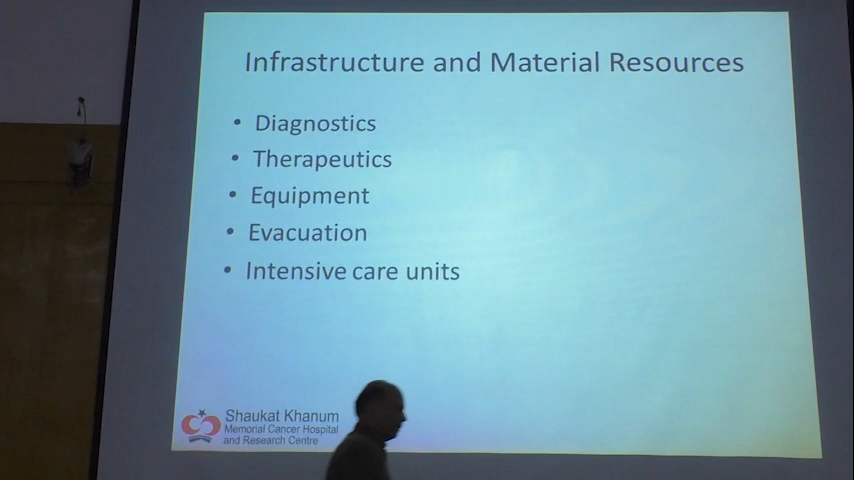 Infrastructure and Material Resources
• Diagnostics
• Therapeutics
• Equipment
• Evacuation
• Intensive care units
Shaukat Khanum
Memorial Cancer Hospital
and Research Centre